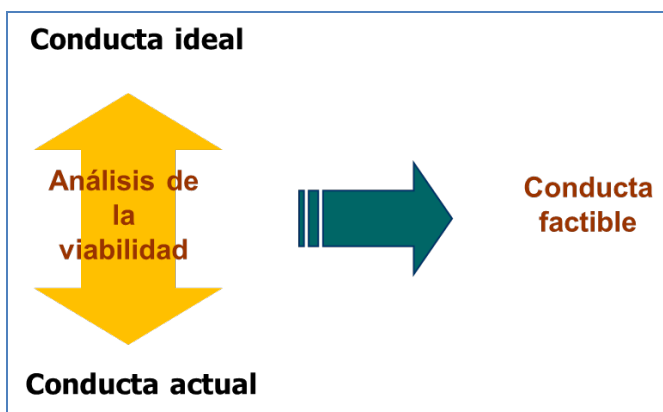 Conducta ideal
Análisis de
la
viabilidad
Conducta
factible
Conducta actual